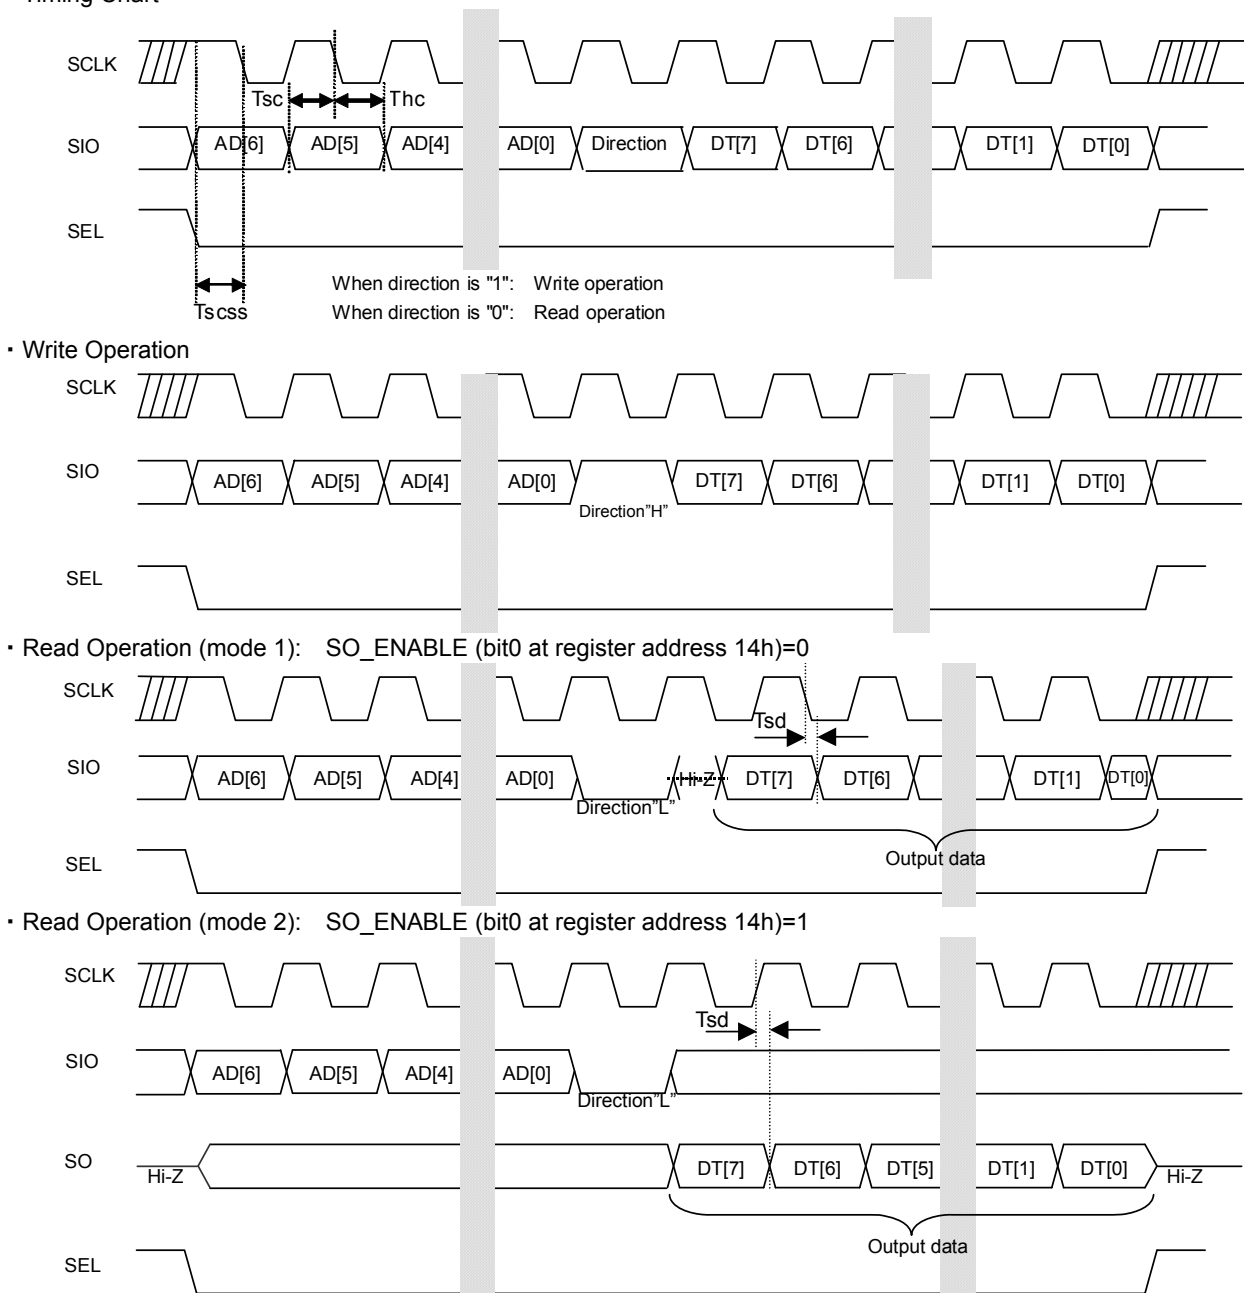 Timing Chart
SCLK
Tsc Thc
SIO AD[6] AD[5] AD[4] AD[0] Direction DT[7] DT[6] DT[1] DT[0]
SEL
Tscss
When direction is "1": Write operation
When direction is "0": Read operation
・Write Operation
SCLK
SIO AD[6] AD[5] AD[4] AD[0] DT[7] DT[6] DT[1] DT[0]
Direction"H"
SEL
・Read Operation (mode 1): SO_ENABLE (bit0 at register address 14h)=0
SCLK
Tsd
SIO AD[6] AD[5] AD[4] AD[0] Hi-Z DT[7] DT[6] DT[1] DT[0]
Direction"L"
Output data
SEL
・Read Operation (mode 2): SO_ENABLE (bit0 at register address 14h)=1
SCLK
Tsd
SIO AD[6] AD[5] AD[4] AD[0]
Direction"L"
SO Hi-Z DT[7] DT[6] DT[5] DT[1] DT[0] Hi-Z
Output data
SEL